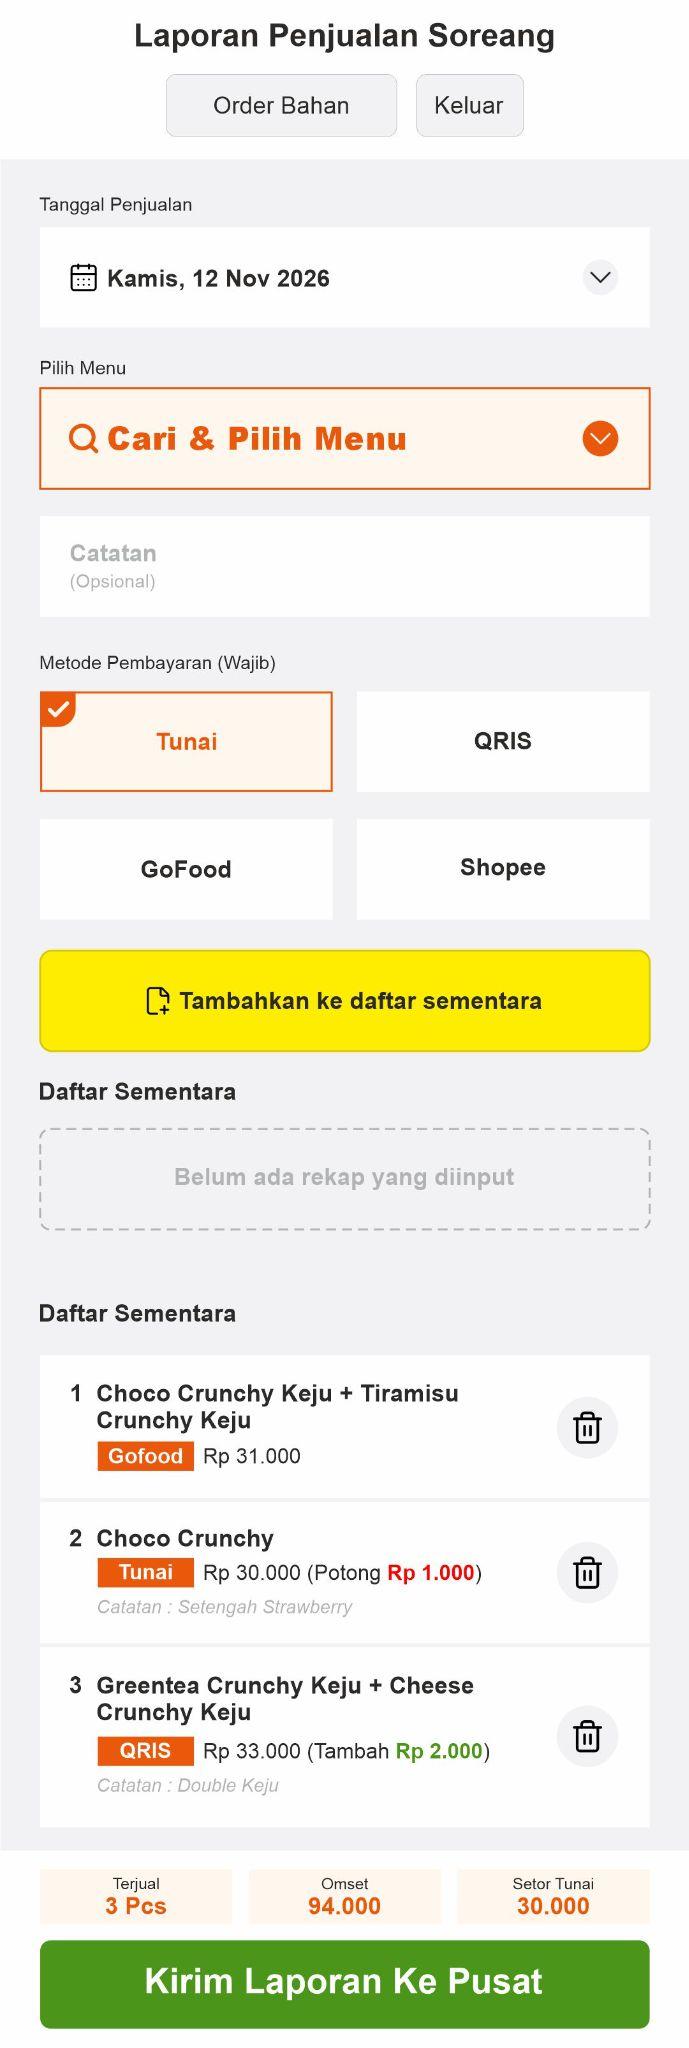 Laporan Penjualan Soreang
Order Bahan
Keluar
Tanggal Penjualan
Kamis, 12 Nov 2026
Pilih Menu
Cari & Pilih Menu
Catatan
(Opsional)
Metode Pembayaran (Wajib)
Tunai
QRIS
GoFood
Shopee
Tambahkan ke daftar sementara
Daftar Sementara
Belum ada rekap yang diinput
Daftar Sementara
1 Choco Crunchy Keju + Tiramisu
Crunchy Keju
Gofood Rp 31.000
2 Choco Crunchy
Tunai Rp 30.000 (Potong Rp 1.000)
Catatan : Setengah Strawberry
3 Greentea Crunchy Keju + Cheese
Crunchy Keju
QRIS Rp 33.000 (Tambah Rp 2.000)
Catatan : Double Keju
Terjual
3 Pcs
Omset
94.000
Setor Tunai
30.000
Kirim Laporan Ke Pusat